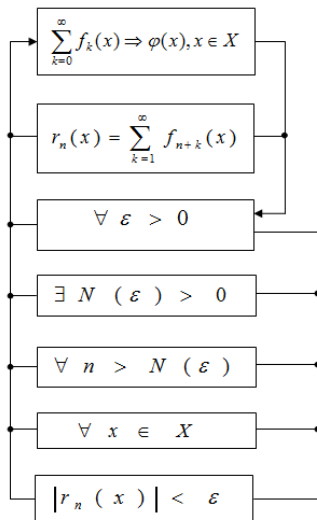 ∑_{k=0}^{∞} f_k(x) ⇒ φ(x), x ∈ X
r_n(x) = ∑_{k=1}^{∞} f_{n+k}(x)
∀ ε > 0
∃ N (ε) > 0
∀ n > N (ε)
∀ x ∈ X
|r_n(x)| < ε